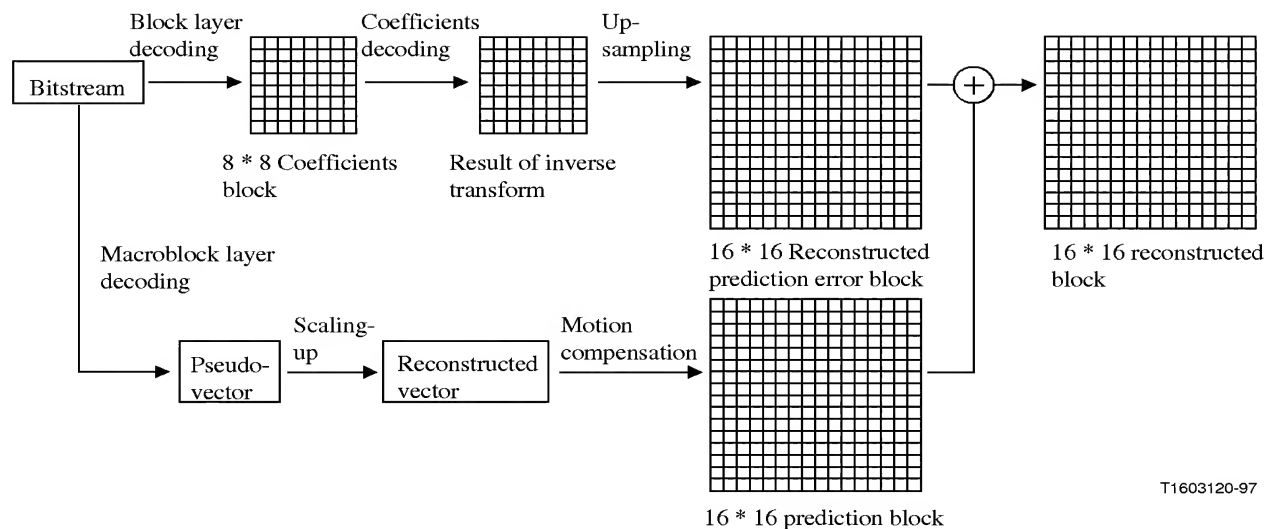 Block layer
decoding
Coefficients
decoding
Up-
sampling
Bitstream
+
8 * 8 Coefficients
block
Result of inverse
transform
16 * 16 Reconstructed
prediction error block
16 * 16 reconstructed
block
Macroblock layer
decoding
Scaling-
up
Motion
compensation
Pseudo-
vector
Reconstructed
vector
16 * 16 prediction block
T1603120-97